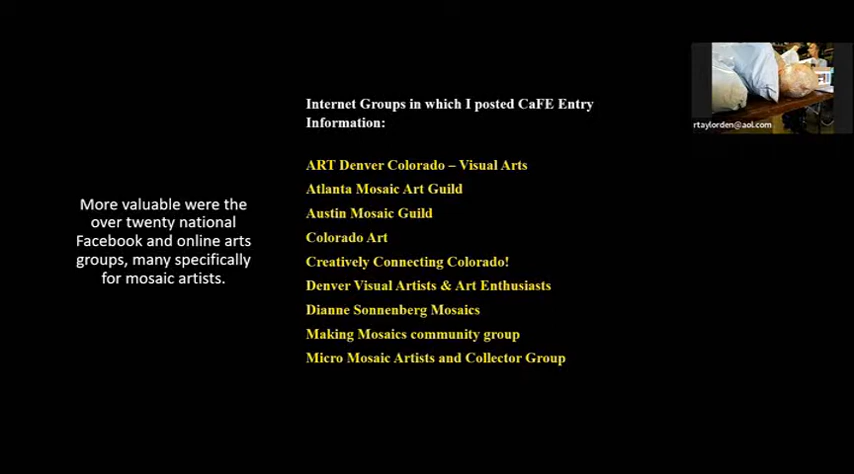 More valuable were the
over twenty national
Facebook and online arts
groups, many specifically
for mosaic artists.
Internet Groups in which I posted CaFE Entry
Information:
ART Denver Colorado – Visual Arts
Atlanta Mosaic Art Guild
Austin Mosaic Guild
Colorado Art
Creatively Connecting Colorado!
Denver Visual Artists & Art Enthusiasts
Dianne Sonnenberg Mosaics
Making Mosaics community group
Micro Mosaic Artists and Collector Group
rtaylorden@aol.com